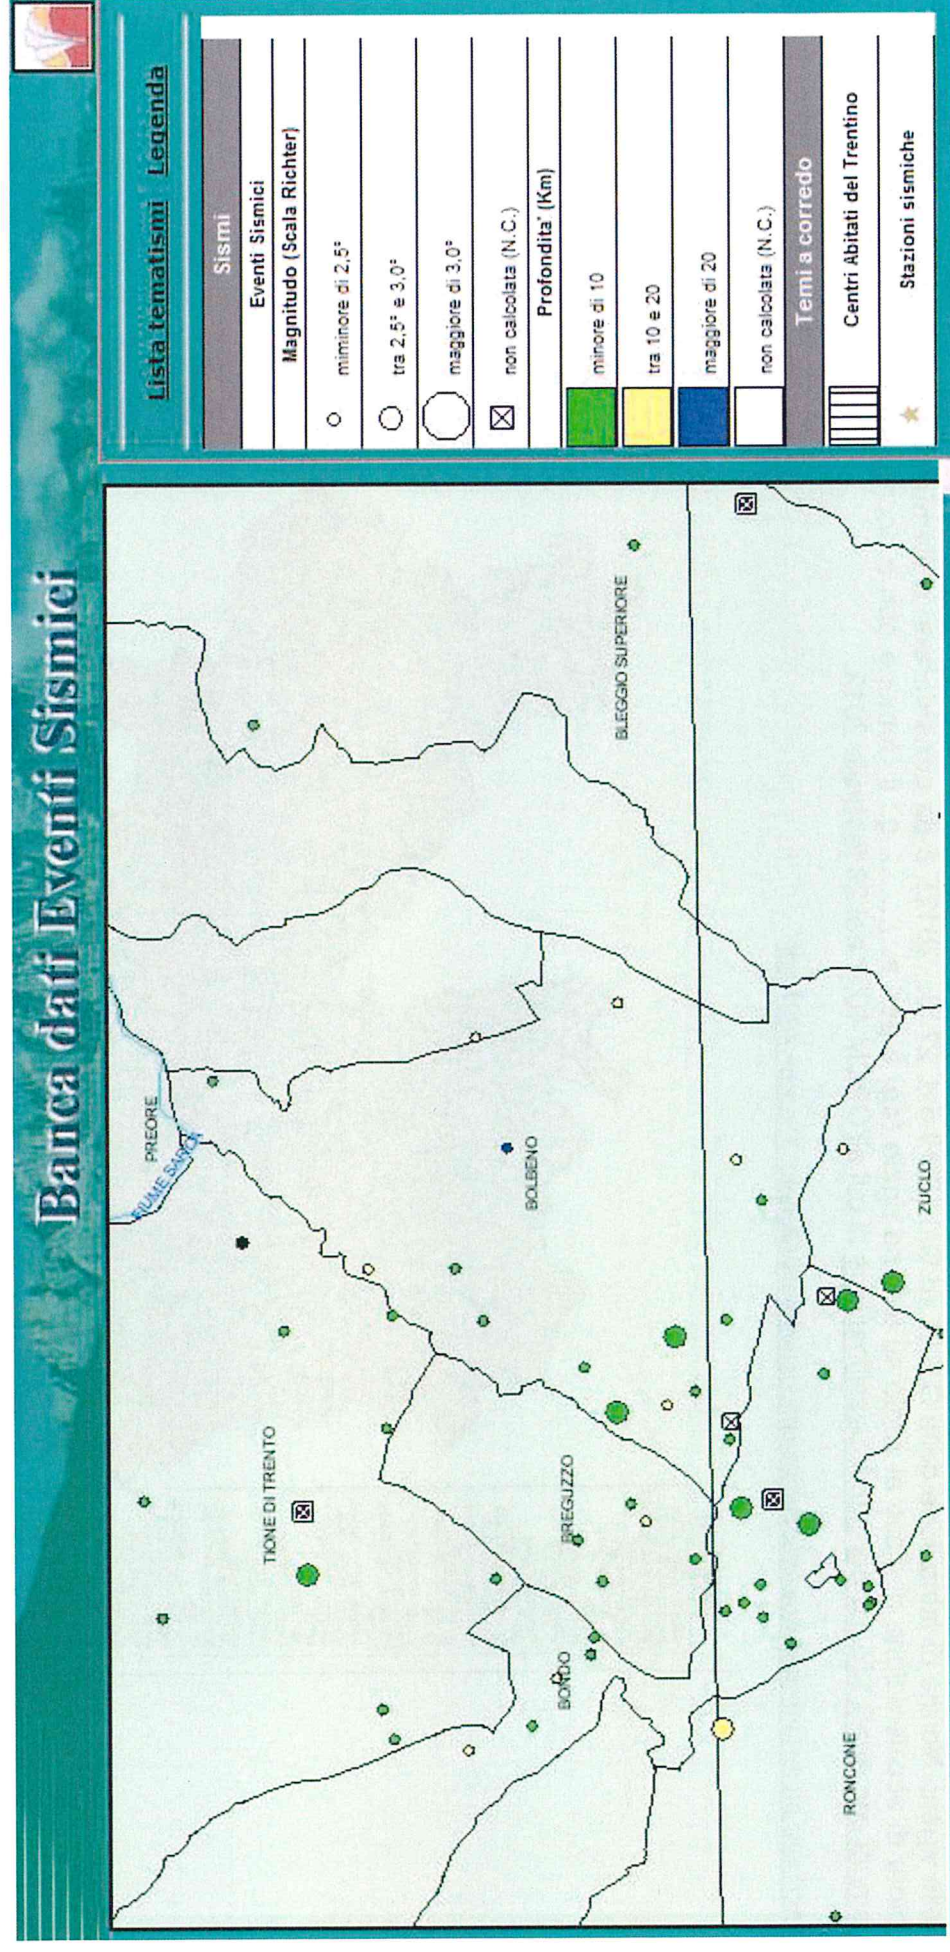 Banca dati Eventi Sismici
Lista tematismi Legenda
Sismi
Eventi Sismici
Magnitudo (Scala Richter)
miminore di 2,5°
tra 2,5° e 3,0°
maggiore di 3,0°
non calcolata (N.C.)
Profondita' (Km)
minore di 10
tra 10 e 20
maggiore di 20
non calcolata (N.C.)
Temi a corredo
Centri Abitati del Trentino
Stazioni sismiche
PREORE
FIUME SARCA
TIONE DI TRENTO
BOLBENO
BREGUZZO
BONDO
BLEGGIO SUPERIORE
RONCONE
ZUCLO